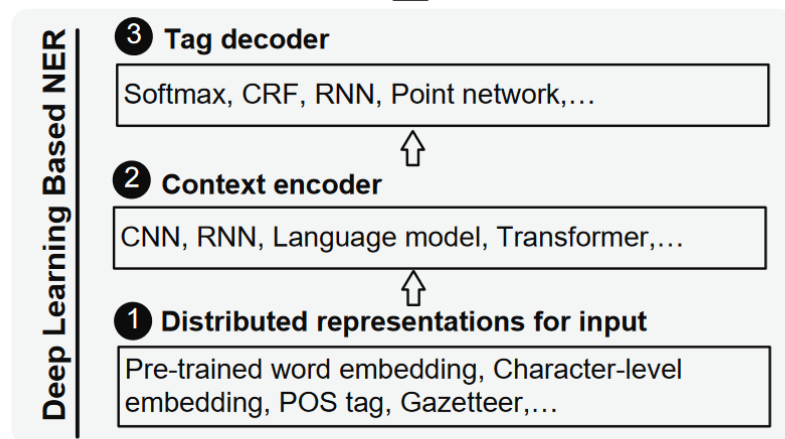 Deep Learning Based NER
3 Tag decoder
Softmax, CRF, RNN, Point network,...
2 Context encoder
CNN, RNN, Language model, Transformer,...
1 Distributed representations for input
Pre-trained word embedding, Character-level
embedding, POS tag, Gazetteer,...